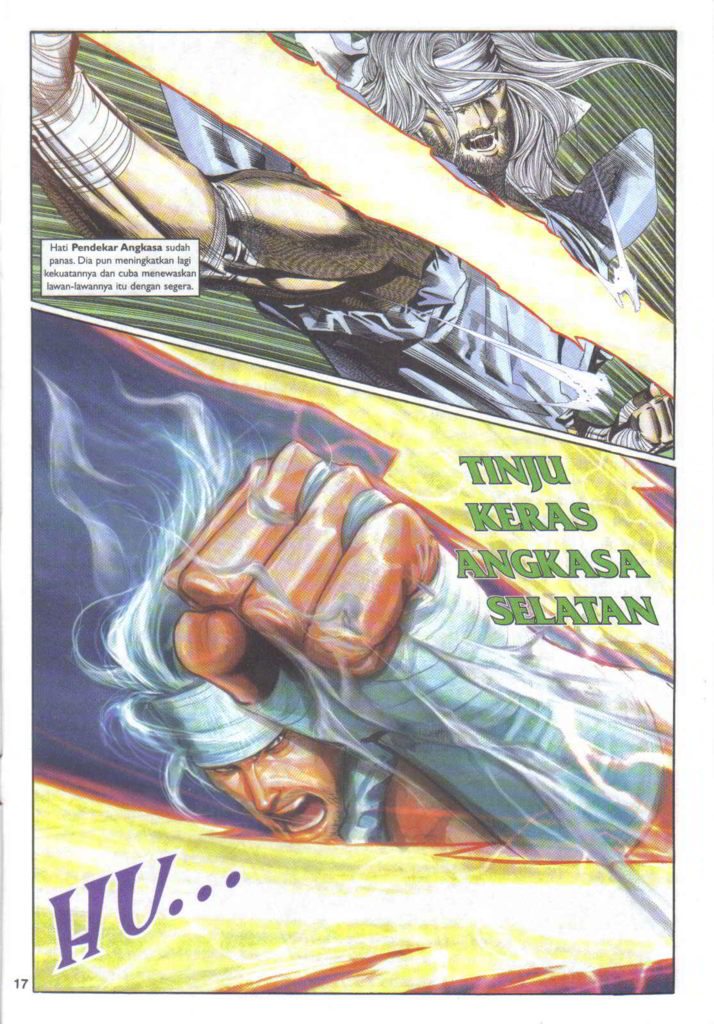 Hati Pendekar Angkasa sudah
panas. Dia pun meningkatkan lagi
kekuatannya dan cuba menewaskan
lawan-lawannya itu dengan segera.
TINJU
KERAS
ANGKASA
SELATAN
HU...
17